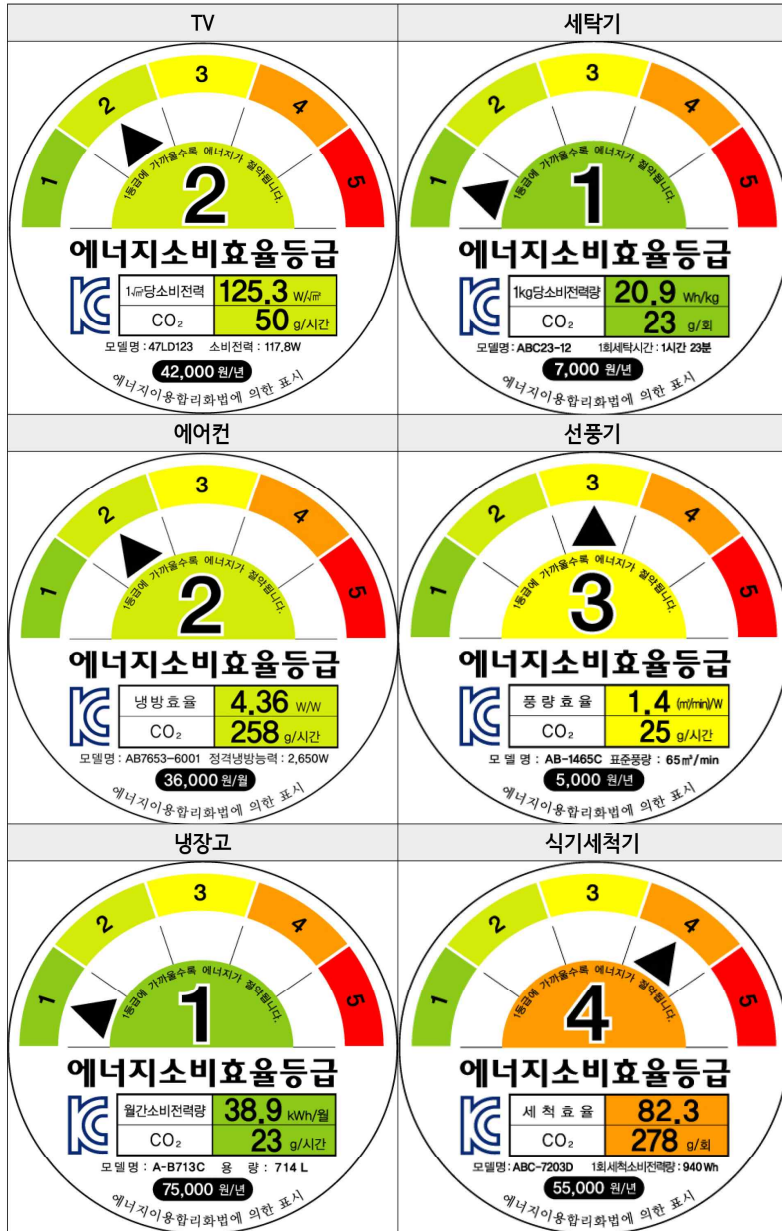 TV
세탁기
1
2
3
4
5
1등급에 가까울수록 에너지가 절약됩니다.
2
에너지소비효율등급
1㎡당소비전력 125.3 W/㎡
CO₂ 50 g/시간
모델명 : 47LD123 소비전력 : 117.8W
42,000 원/년
에너지이용합리화법에 의한 표시
1
2
3
4
5
1등급에 가까울수록 에너지가 절약됩니다.
1
에너지소비효율등급
1kg당소비전력량 20.9 Wh/kg
CO₂ 23 g/회
모델명 : ABC23-12 1회세탁시간 : 1시간 23분
7,000 원/년
에너지이용합리화법에 의한 표시
에어컨
선풍기
1
2
3
4
5
1등급에 가까울수록 에너지가 절약됩니다.
2
에너지소비효율등급
냉방효율 4.36 W/W
CO₂ 258 g/시간
모델명 : AB7653-6001 정격냉방능력 : 2,650W
36,000 원/월
에너지이용합리화법에 의한 표시
1
2
3
4
5
1등급에 가까울수록 에너지가 절약됩니다.
3
에너지소비효율등급
풍량효율 1.4 (㎥/min)/W
CO₂ 25 g/시간
모델명 : AB-1465C 표준풍량 : 65㎥/min
5,000 원/년
에너지이용합리화법에 의한 표시
냉장고
식기세척기
1
2
3
4
5
1등급에 가까울수록 에너지가 절약됩니다.
1
에너지소비효율등급
월간소비전력량 38.9 kWh/월
CO₂ 23 g/시간
모델명 : A-B713C 용 량 : 714 L
75,000 원/년
에너지이용합리화법에 의한 표시
1
2
3
4
5
1등급에 가까울수록 에너지가 절약됩니다.
4
에너지소비효율등급
세척효율 82.3
CO₂ 278 g/회
모델명 : ABC-7203D 1회세척소비전력량 : 940 Wh
55,000 원/년
에너지이용합리화법에 의한 표시